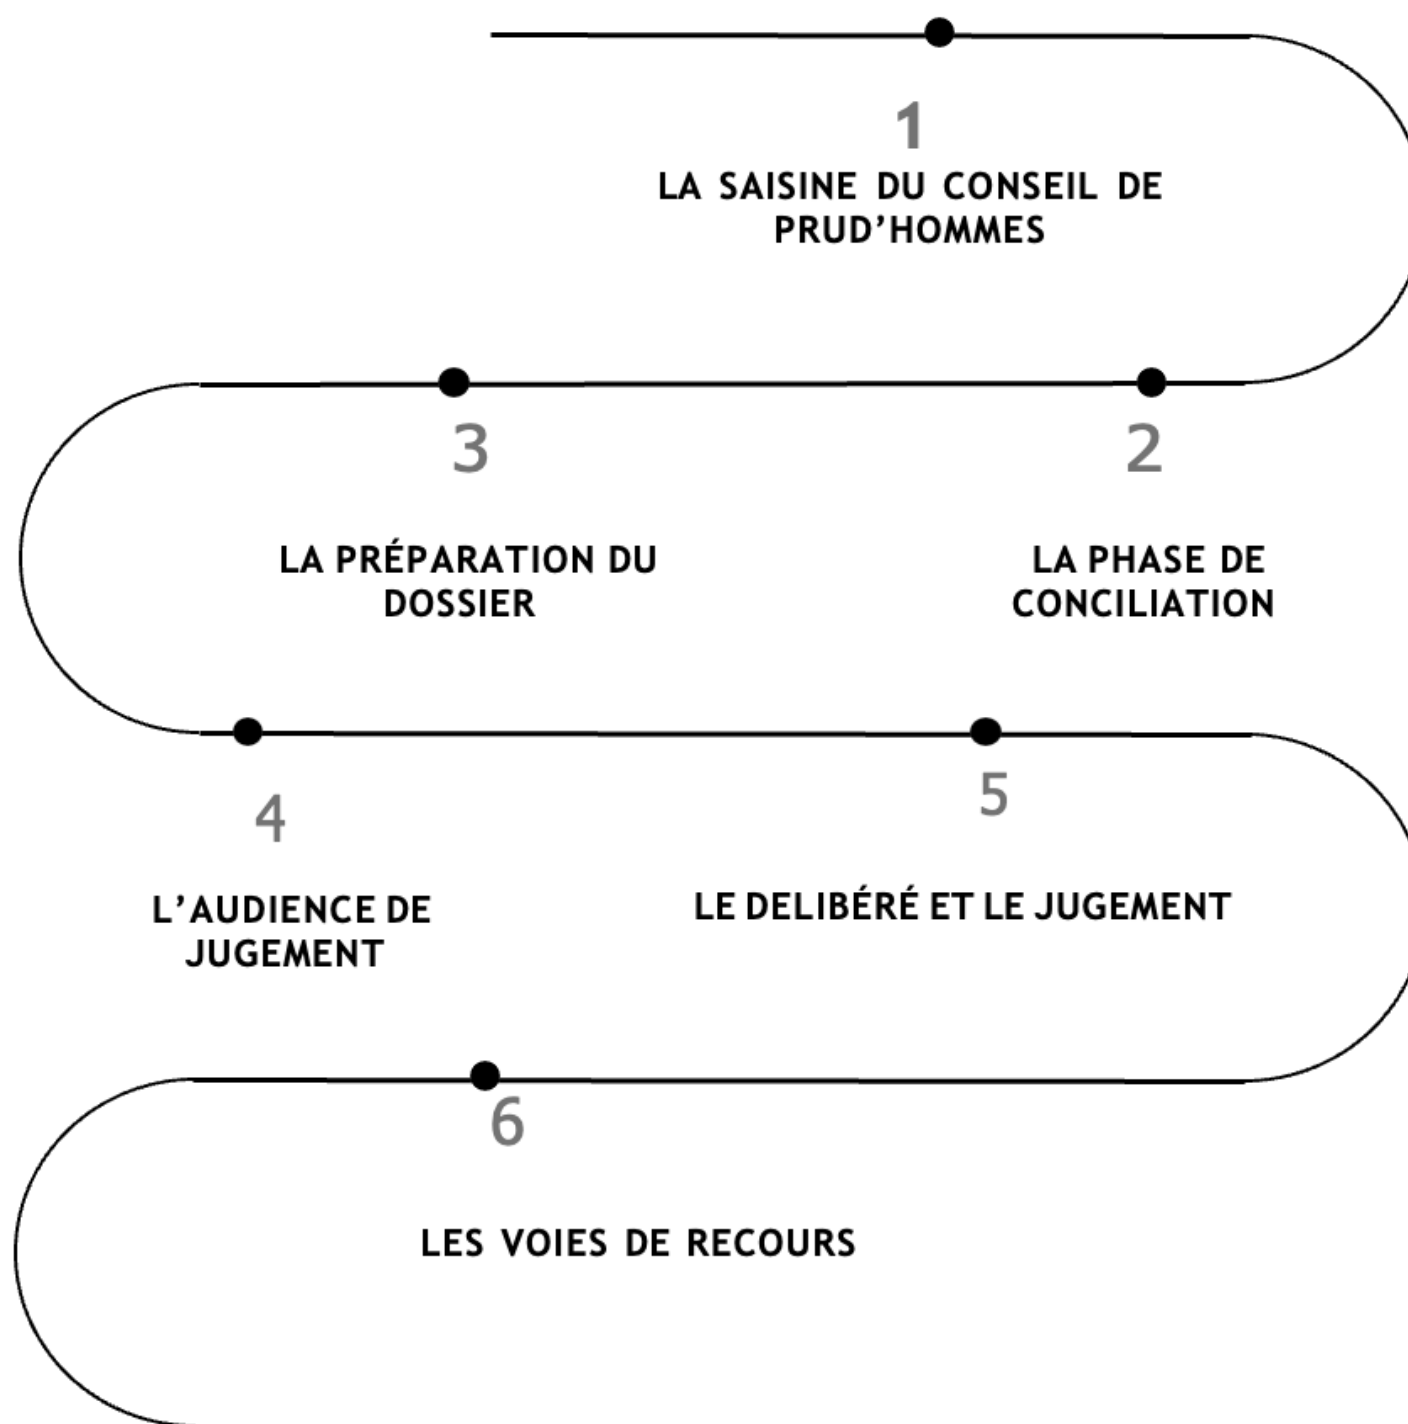 1
LA SAISINE DU CONSEIL DE
PRUD’HOMMES
2
LA PHASE DE
CONCILIATION
3
LA PRÉPARATION DU
DOSSIER
4
L’AUDIENCE DE
JUGEMENT
5
LE DELIBÉRÉ ET LE JUGEMENT
6
LES VOIES DE RECOURS